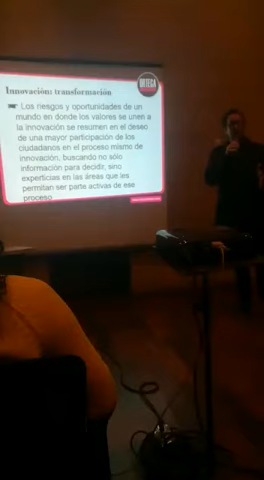 Innovación: transformación
ORTEGA
Los riesgos y oportunidades de un
mundo en donde los valores se unen a
la innovación se resumen en el deseo
de una mayor participación de los
ciudadanos en el proceso mismo de
innovación, buscando no sólo
información para decidir, sino
experticias en las áreas que les
permitan ser parte activas de ese
proceso